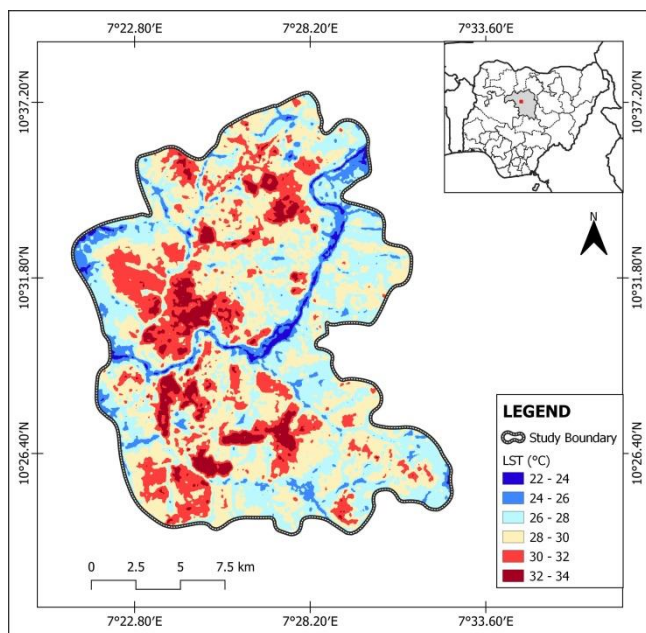 7°22.80′E 7°28.20′E 7°33.60′E
10°37.20′N 10°37.20′N
N
10°31.80′N 10°31.80′N
LEGEND
Study Boundary
LST (°C)
22 - 24
24 - 26
26 - 28
28 - 30
30 - 32
32 - 34
10°26.40′N 10°26.40′N
0 2.5 5 7.5 km
7°22.80′E 7°28.20′E 7°33.60′E